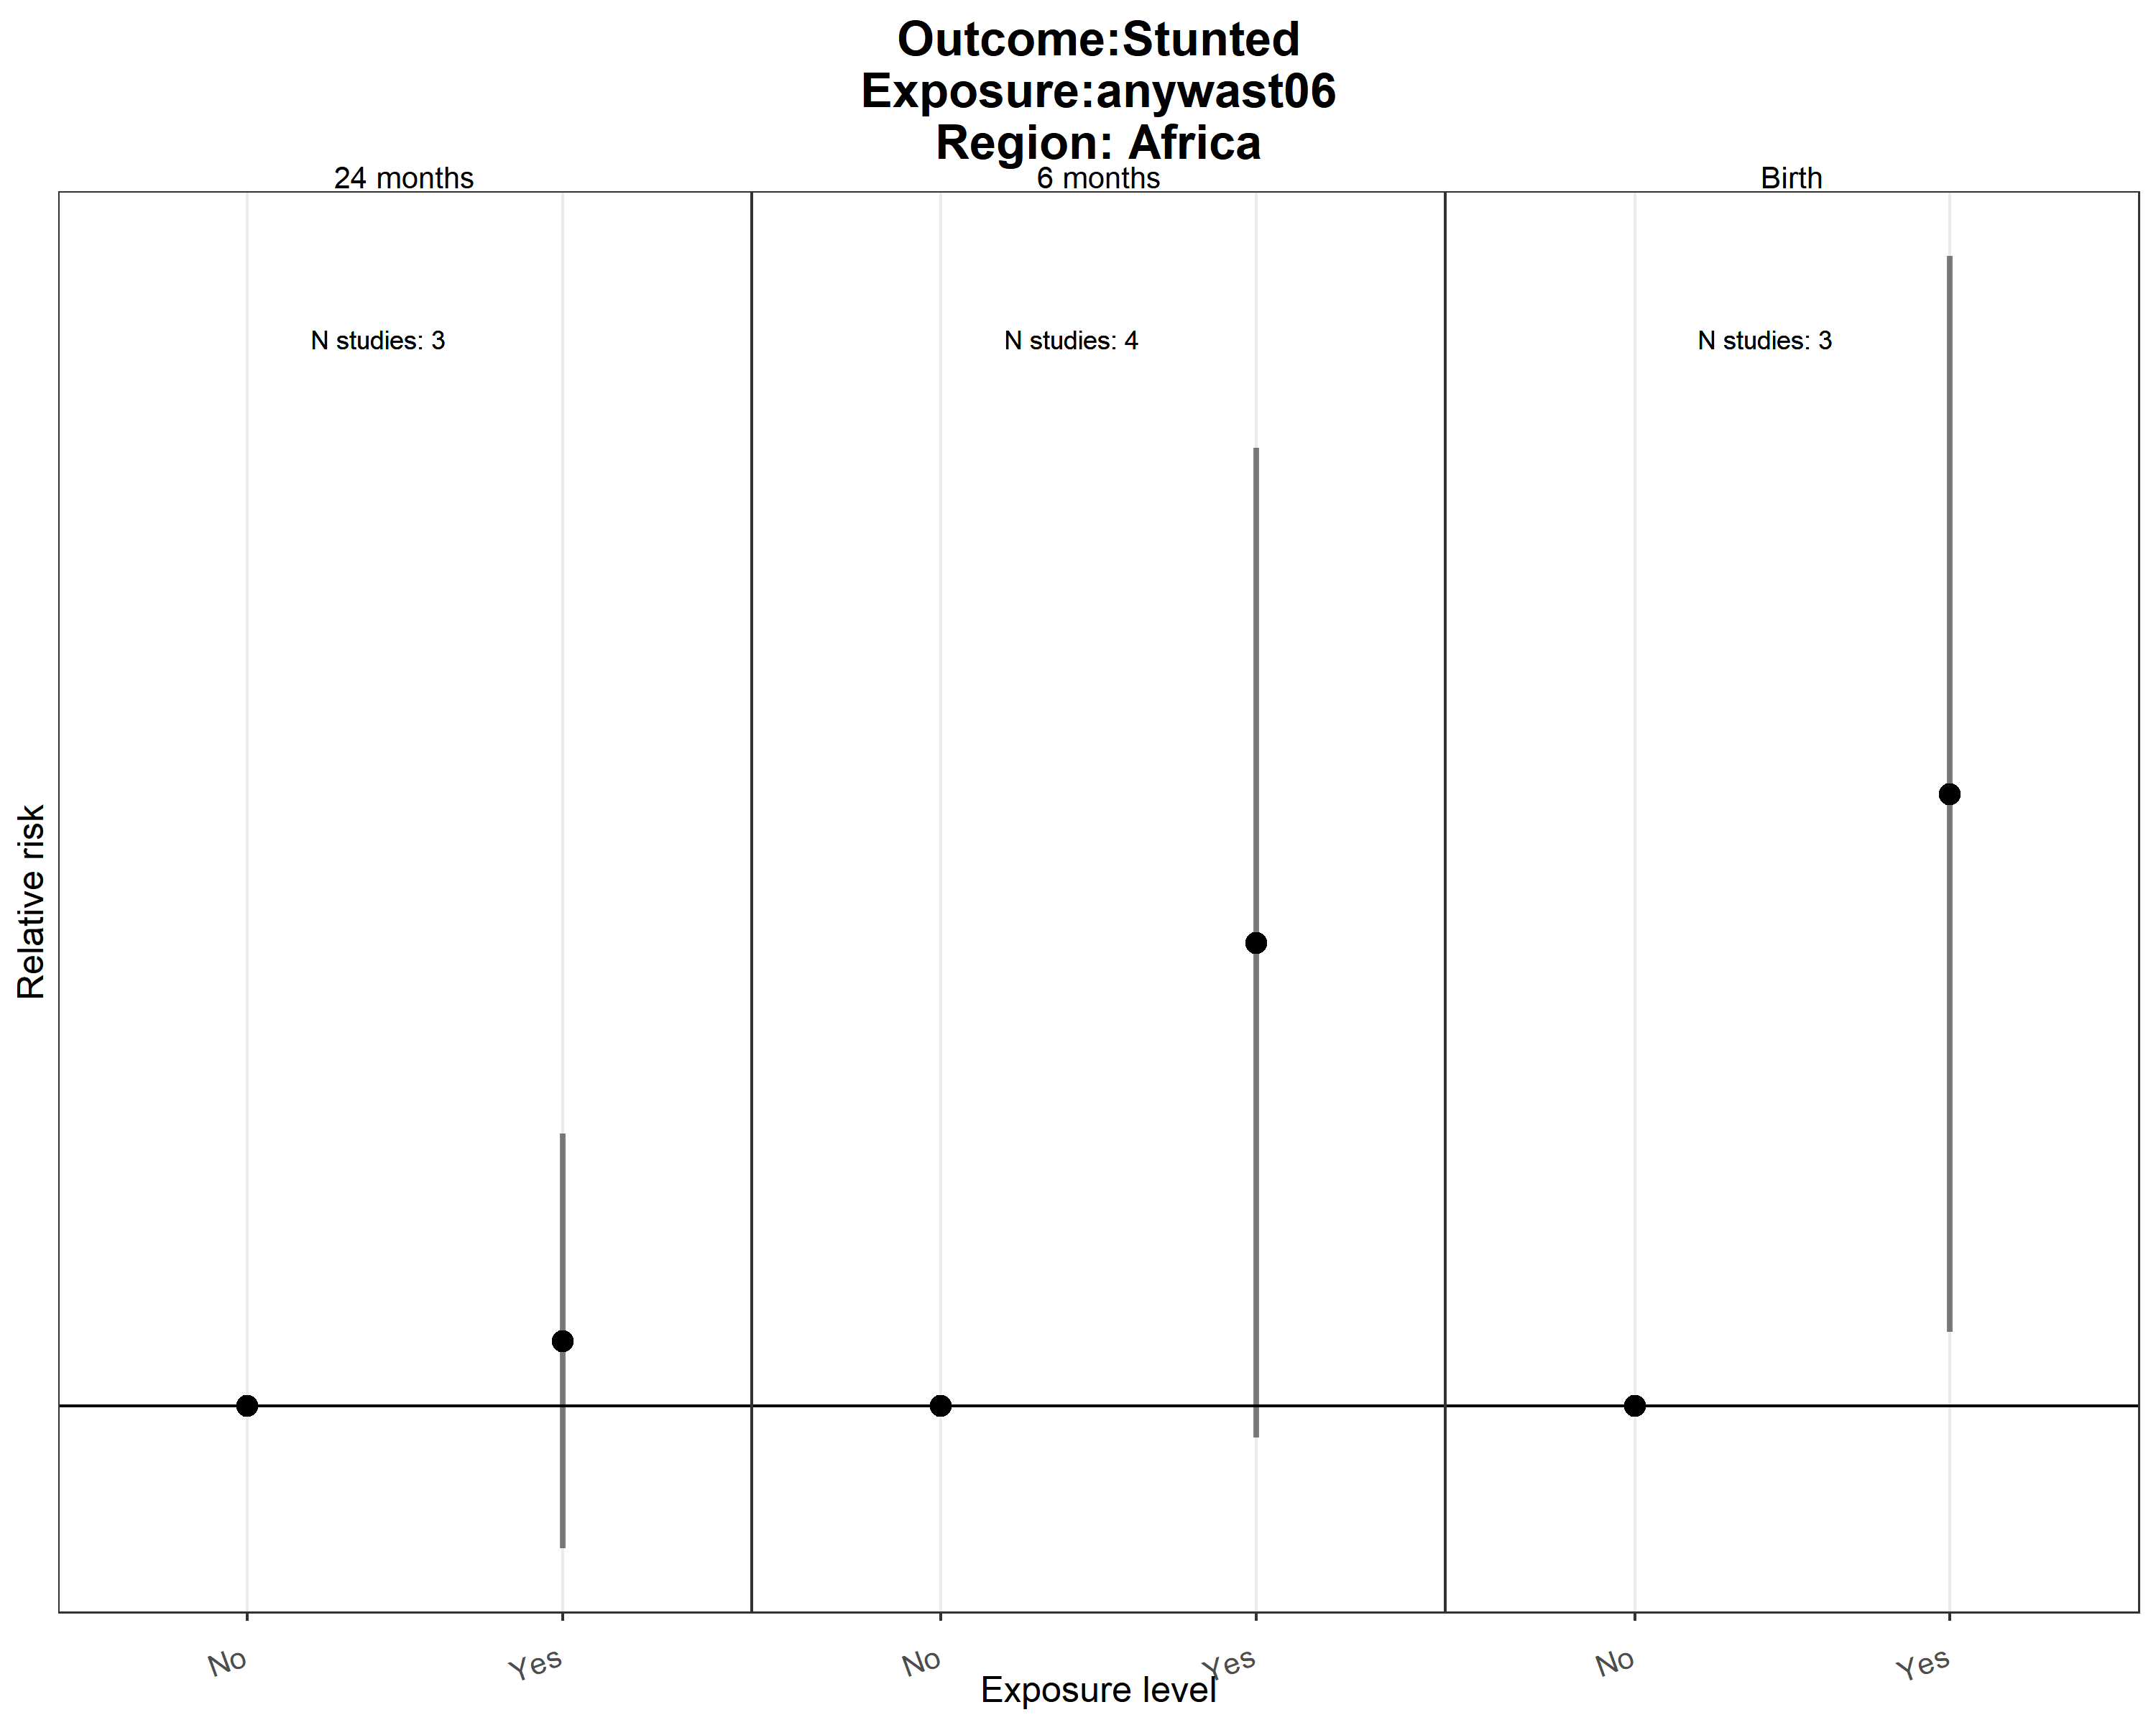 Outcome:Stunted
Exposure:anywast06
Region: Africa
24 months
6 months
Birth
N studies: 3
N studies: 4
N studies: 3
Relative risk
No
Yes
No
Yes
No
Yes
Exposure level